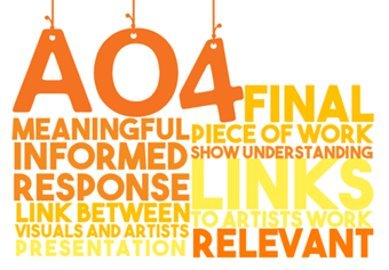 AO4
MEANINGFUL
INFORMED
RESPONSE
LINK BETWEEN
VISUALS AND ARTISTS
PRESENTATION
FINAL
PIECE OF WORK
SHOW UNDERSTANDING
LINKS
TO ARTISTS WORK
RELEVANT